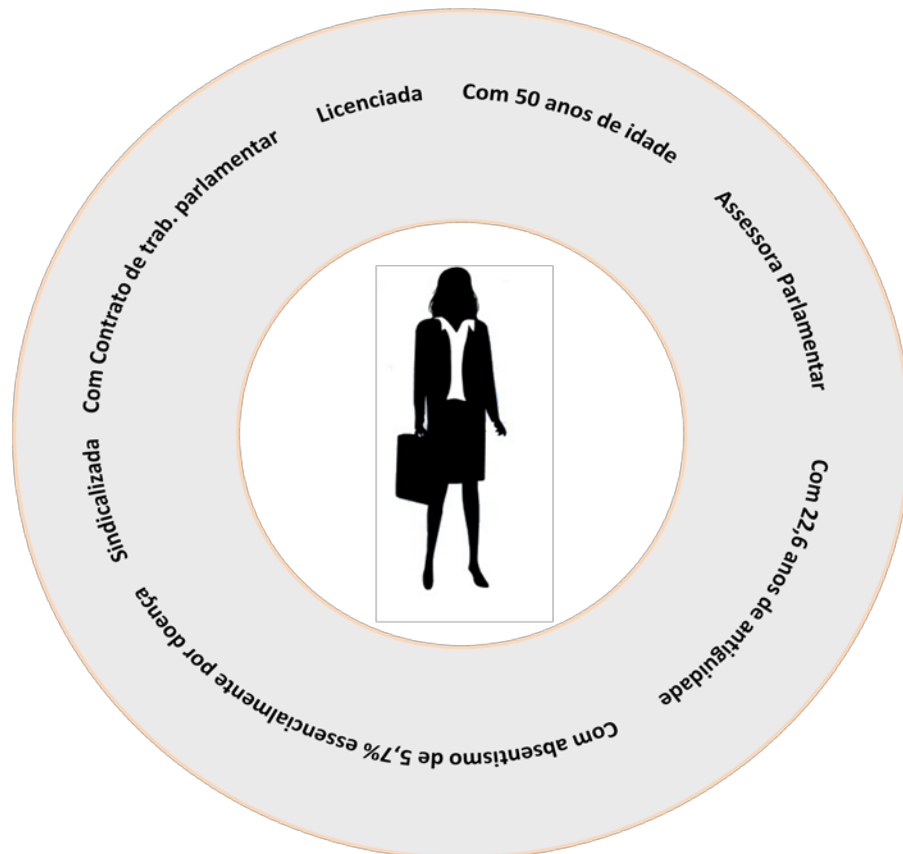 Com 50 anos de idade
Assessora Parlamentar
Com 22,6 anos de antiguidade
Com absentismo de 5,7% essencialmente por doença
Sindicalizada
Com Contrato de trab. parlamentar
Licenciada